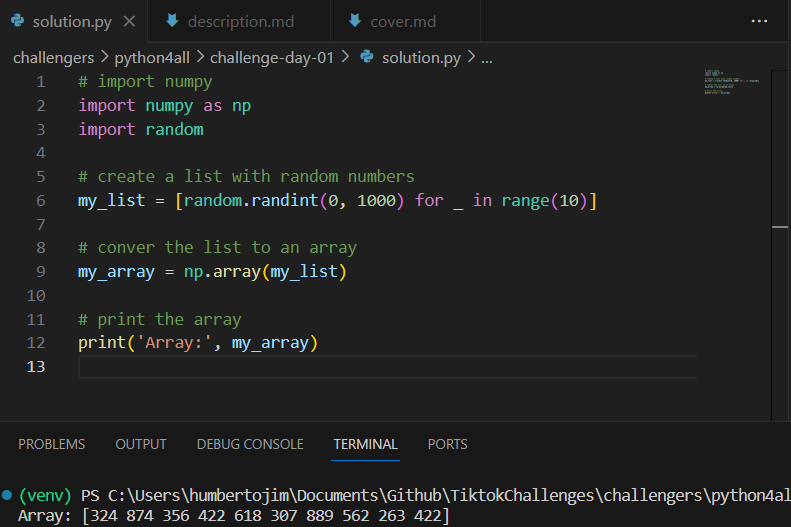 solution.py
description.md
cover.md
...
challengers > python4all > challenge-day-01 > solution.py > ...
1 # import numpy
2 import numpy as np
3 import random
4
5 # create a list with random numbers
6 my_list = [random.randint(0, 1000) for _ in range(10)]
7
8 # conver the list to an array
9 my_array = np.array(my_list)
10
11 # print the array
12 print('Array:', my_array)
13
PROBLEMS OUTPUT DEBUG CONSOLE TERMINAL PORTS
(venv) PS C:\Users\humbertojim\Documents\Github\TiktokChallenges\challengers\python4al
Array: [324 874 356 422 618 307 889 562 263 422]